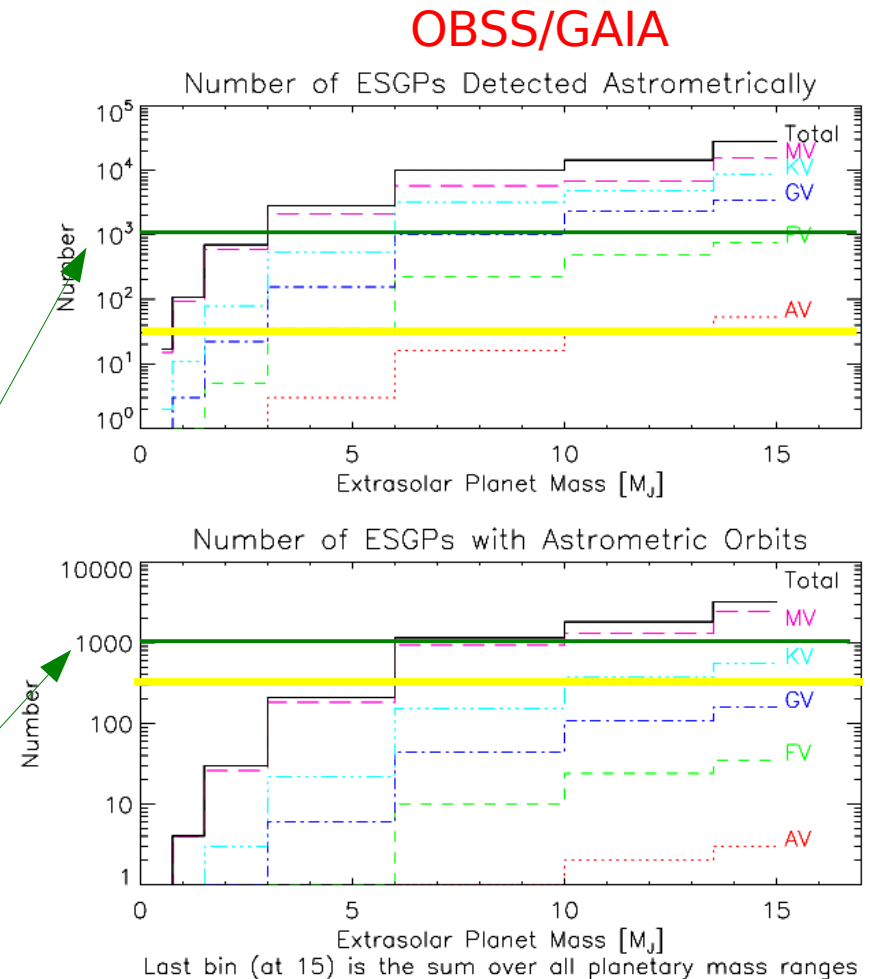 OBSS/GAIA
Number of ESGPs Detected Astrometrically
10^5
10^4
10^3
10^2
10^1
10^0
Number
Total
MV
KV
GV
FV
AV
0 5 10 15
Extrasolar Planet Mass [M_J]
Number of ESGPs with Astrometric Orbits
10000
1000
100
10
1
Number
Total
MV
KV
GV
FV
AV
0 5 10 15
Extrasolar Planet Mass [M_J]
Last bin (at 15) is the sum over all planetary mass ranges